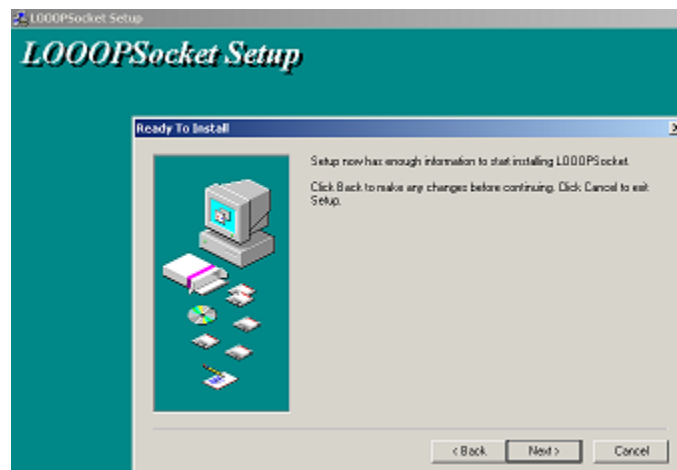 LOOOPSocket Setup
LOOOPSocket Setup
Ready To Install
Setup now has enough information to start installing LOOOPSocket.
Click Back to make any changes before continuing. Click Cancel to exit
Setup.
< Back
Next >
Cancel